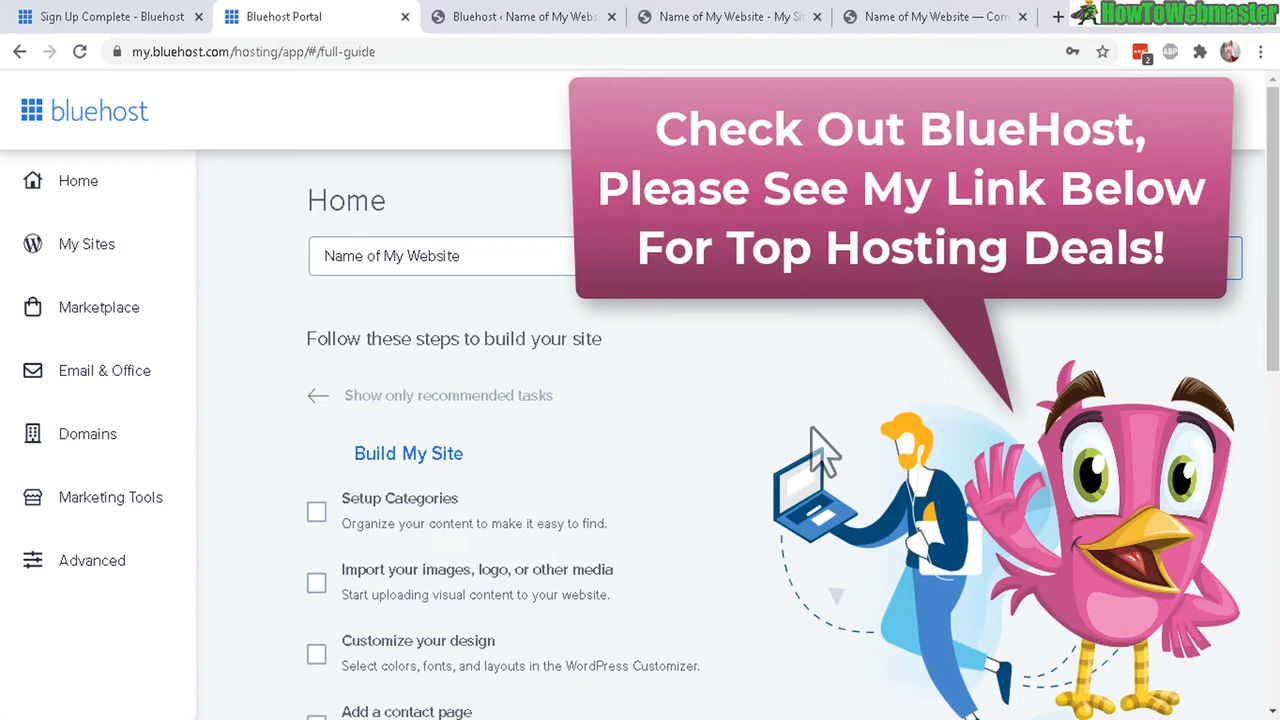 Sign Up Complete - Bluehost
Bluehost Portal
Bluehost | Name of My Webs
Name of My Website - My Si
Name of My Website — Com
HowToWebmaster
my.bluehost.com/hosting/app/#/full-guide
2
ABP
bluehost
Check Out BlueHost,
Please See My Link Below
For Top Hosting Deals!
Home
My Sites
Marketplace
Email & Office
Domains
Marketing Tools
Advanced
Home
Name of My Website
Follow these steps to build your site
Show only recommended tasks
Build My Site
Setup Categories
Organize your content to make it easy to find.
Import your images, logo, or other media
Start uploading visual content to your website.
Customize your design
Select colors, fonts, and layouts in the WordPress Customizer.
Add a contact page